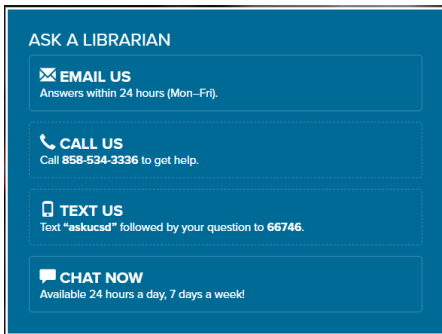 ASK A LIBRARIAN
EMAIL US
Answers within 24 hours (Mon–Fri).
CALL US
Call 858-534-3336 to get help.
TEXT US
Text “askucsd” followed by your question to 66746.
CHAT NOW
Available 24 hours a day, 7 days a week!